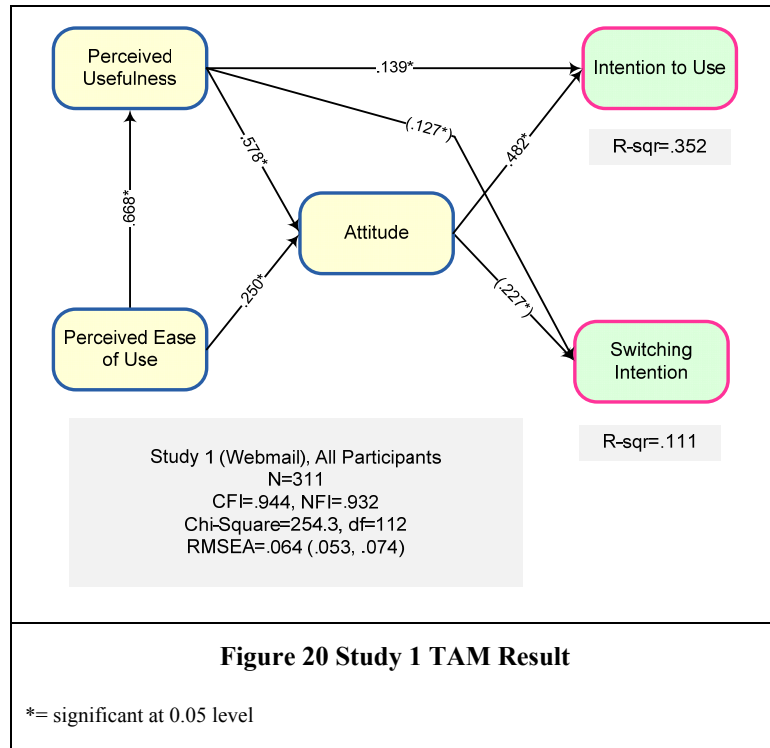 Perceived
Usefulness
.139*
Intention to Use
(.127*)
.578*
.482*
R-sqr=.352
.668*
Attitude
.250*
(.227*)
Perceived Ease
of Use
Switching
Intention
R-sqr=.111
Study 1 (Webmail), All Participants
N=311
CFI=.944, NFI=.932
Chi-Square=254.3, df=112
RMSEA=.064 (.053, .074)
Figure 20 Study 1 TAM Result
*= significant at 0.05 level